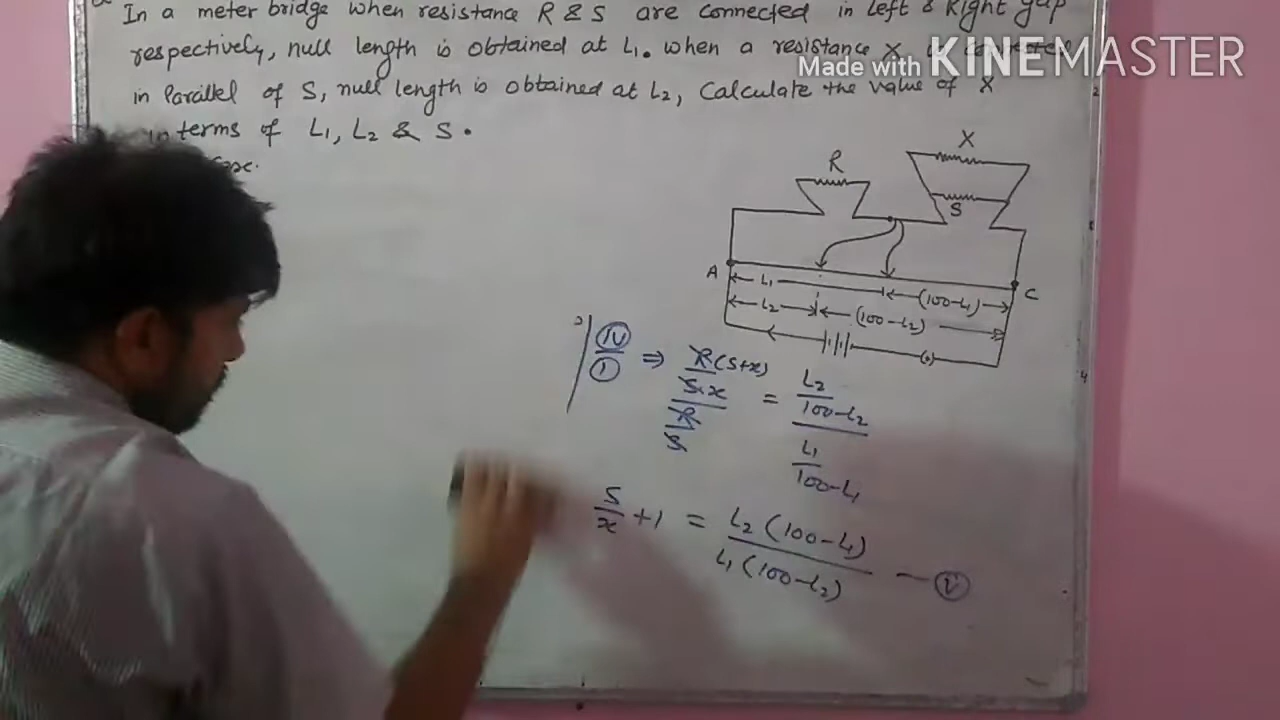 In a meter bridge when resistance R & S are connected in Left & Right gap
respectively, null length is obtained at L₁. when a resistance X
in Parallel of S, null length is obtained at L₂, Calculate the value of X
in terms of L₁, L₂ & S.
Made with KINEMASTER
X
R
S
A
C
L₁
(100-L₁)
L₂
(100-L₂)
IV / I ⇒ R(S+x) / S.x / R / S = L₂ / 100-L₂ / L₁ / 100-L₁
S/x + 1 = L₂ (100-L₁) / L₁ (100-L₂) — V